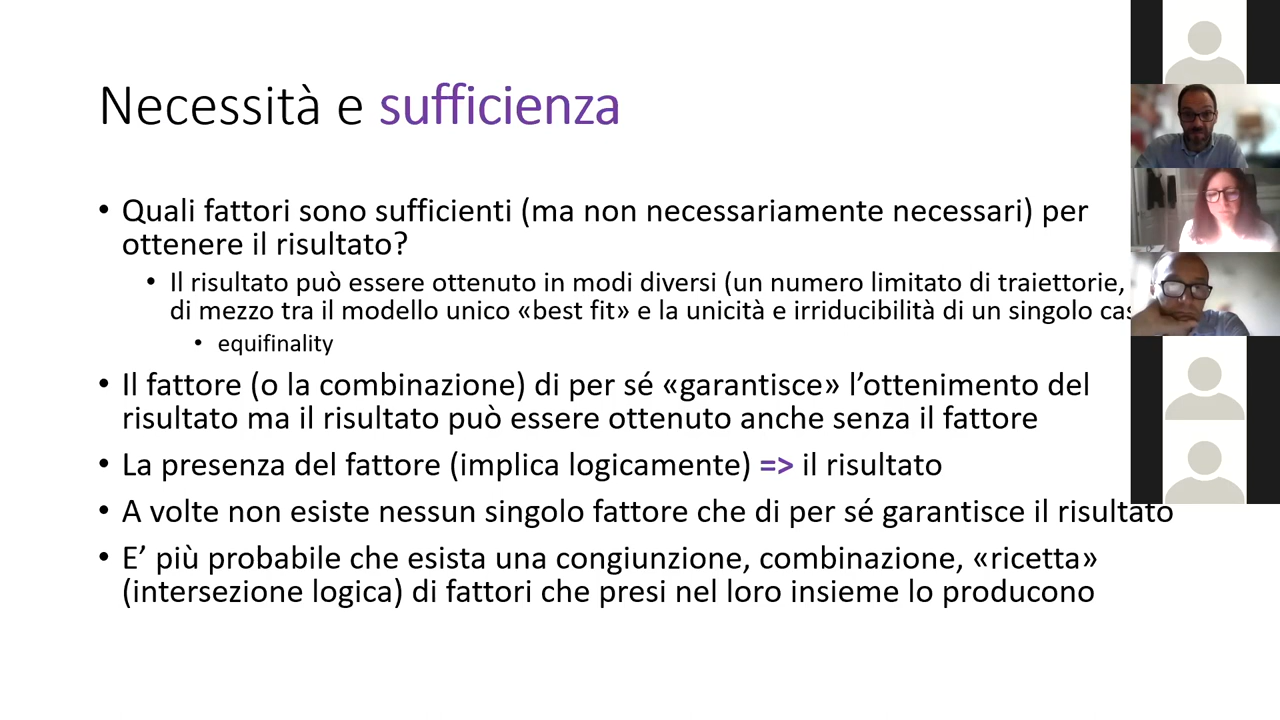 Necessità e sufficienza
• Quali fattori sono sufficienti (ma non necessariamente necessari) per
ottenere il risultato?
• Il risultato può essere ottenuto in modi diversi (un numero limitato di traiettorie,
di mezzo tra il modello unico «best fit» e la unicità e irriducibilità di un singolo
• equifinality
• Il fattore (o la combinazione) di per sé «garantisce» l’ottenimento del
risultato ma il risultato può essere ottenuto anche senza il fattore
• La presenza del fattore (implica logicamente) => il risultato
• A volte non esiste nessun singolo fattore che di per sé garantisce il risultato
• E’ più probabile che esista una congiunzione, combinazione, «ricetta»
(intersezione logica) di fattori che presi nel loro insieme lo producono